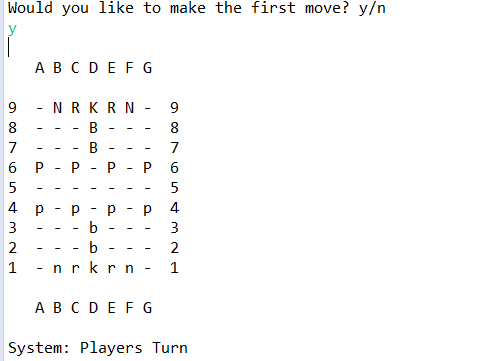 Would you like to make the first move? y/n
y
A B C D E F G
9 - N R K R N - 9
8 - - - B - - - 8
7 - - - B - - - 7
6 P - P - P - P 6
5 - - - - - - - 5
4 p - p - p - p 4
3 - - - b - - - 3
2 - - - b - - - 2
1 - n r k r n - 1
A B C D E F G
System: Players Turn